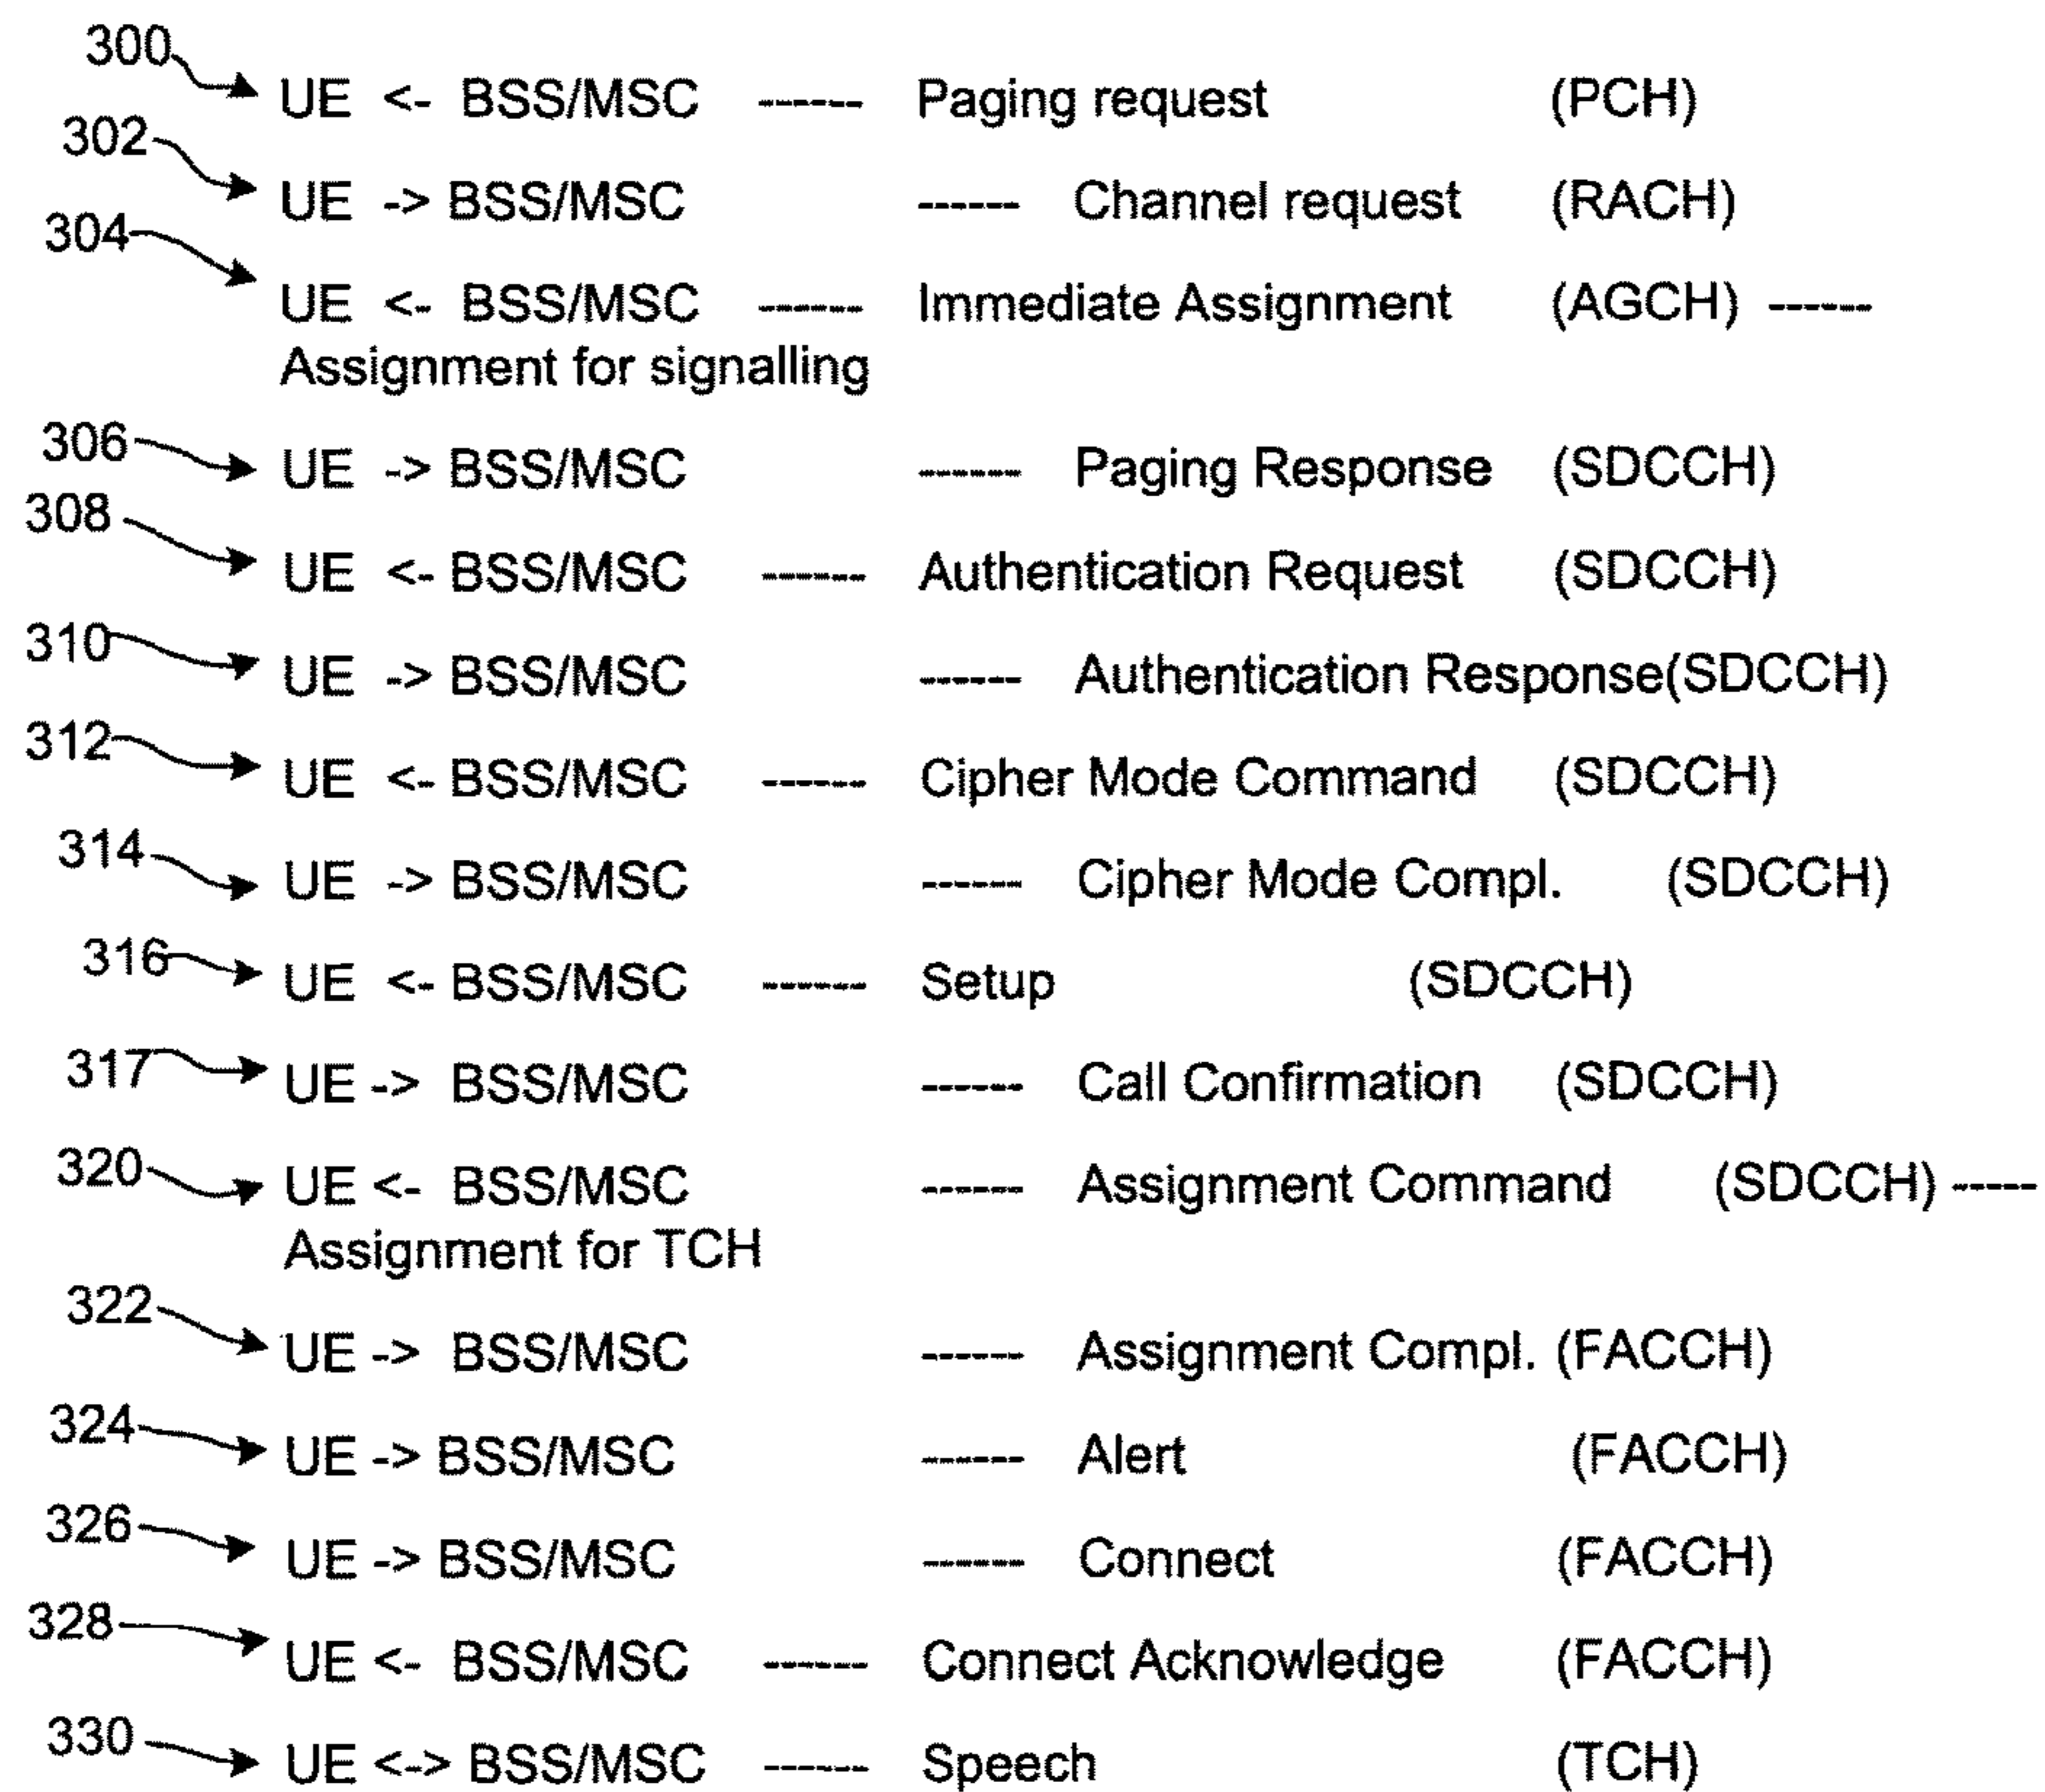 300 UE <- BSS/MSC ------ Paging request (PCH)
302 UE -> BSS/MSC ------ Channel request (RACH)
304 UE <- BSS/MSC ------ Immediate Assignment (AGCH) ------
Assignment for signalling
306 UE -> BSS/MSC ------ Paging Response (SDCCH)
308 UE <- BSS/MSC ------ Authentication Request (SDCCH)
310 UE -> BSS/MSC ------ Authentication Response(SDCCH)
312 UE <- BSS/MSC ------ Cipher Mode Command (SDCCH)
314 UE -> BSS/MSC ------ Cipher Mode Compl. (SDCCH)
316 UE <- BSS/MSC ------ Setup (SDCCH)
317 UE -> BSS/MSC ------ Call Confirmation (SDCCH)
320 UE <- BSS/MSC ------ Assignment Command (SDCCH) -----
Assignment for TCH
322 UE -> BSS/MSC ------ Assignment Compl. (FACCH)
324 UE -> BSS/MSC ------ Alert (FACCH)
326 UE -> BSS/MSC ------ Connect (FACCH)
328 UE <- BSS/MSC ------ Connect Acknowledge (FACCH)
330 UE <-> BSS/MSC ------ Speech (TCH)